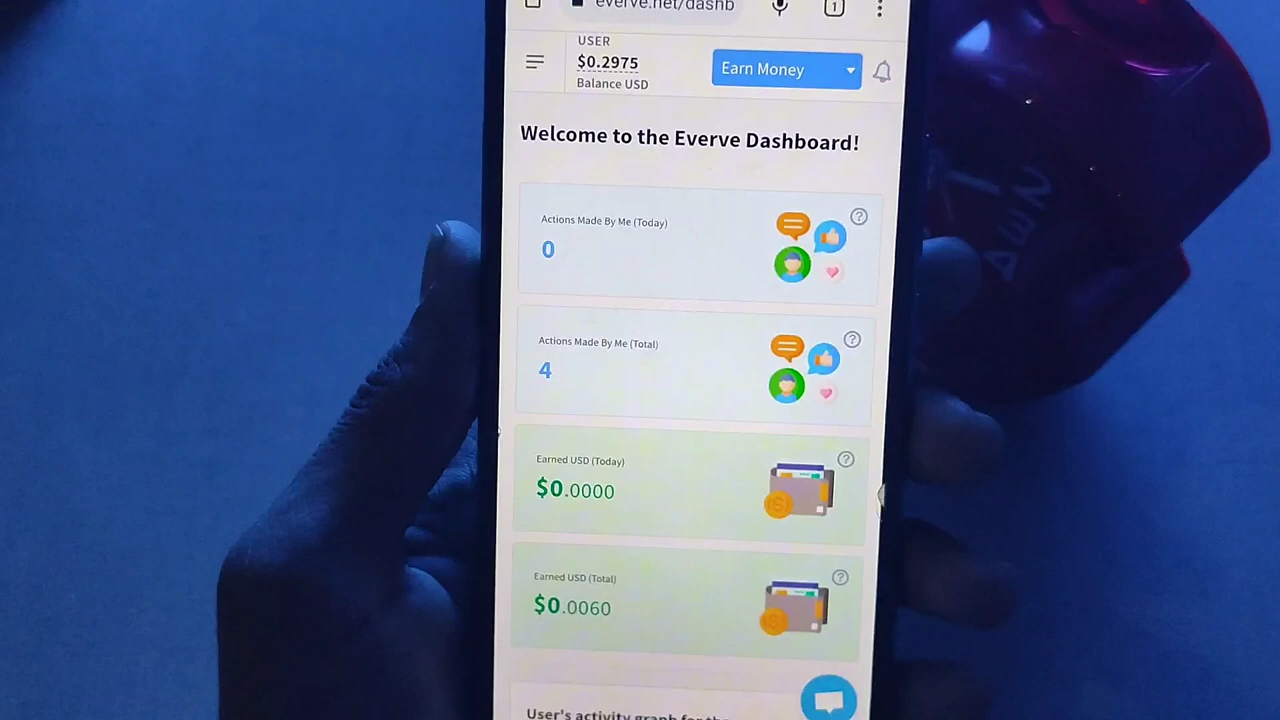 everve.net/dashb
1
USER
$0.2975
Balance USD
Earn Money
Welcome to the Everve Dashboard!
Actions Made By Me (Today)
0
Actions Made By Me (Total)
4
Earned USD (Today)
$0.0000
Earned USD (Total)
$0.0060
User's activity graph for the